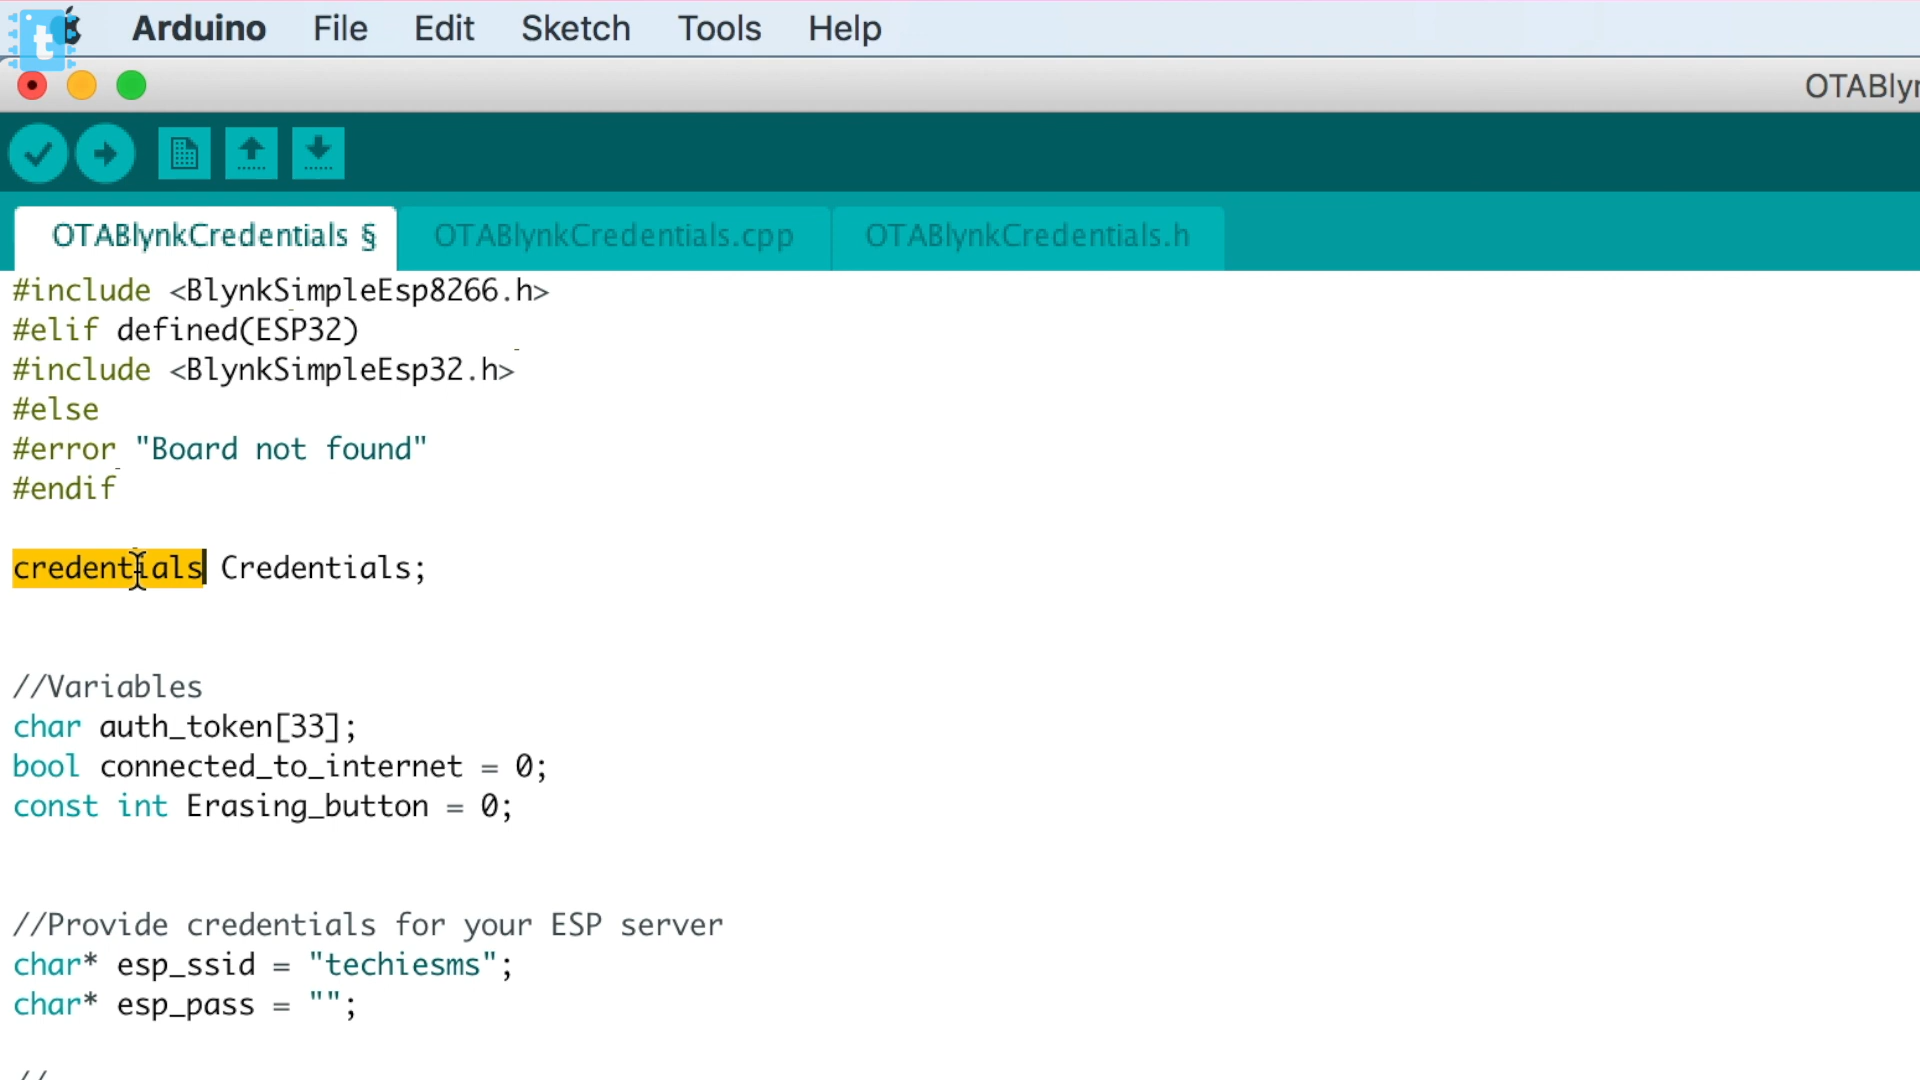 t
Arduino File Edit Sketch Tools Help
OTABlyn
OTABlynkCredentials § OTABlynkCredentials.cpp OTABlynkCredentials.h
#include <BlynkSimpleEsp8266.h>
#elif defined(ESP32)
#include <BlynkSimpleEsp32.h>
#else
#error "Board not found"
#endif
credentials Credentials;
//Variables
char auth_token[33];
bool connected_to_internet = 0;
const int Erasing_button = 0;
//Provide credentials for your ESP server
char* esp_ssid = "techiesms";
char* esp_pass = "";
//